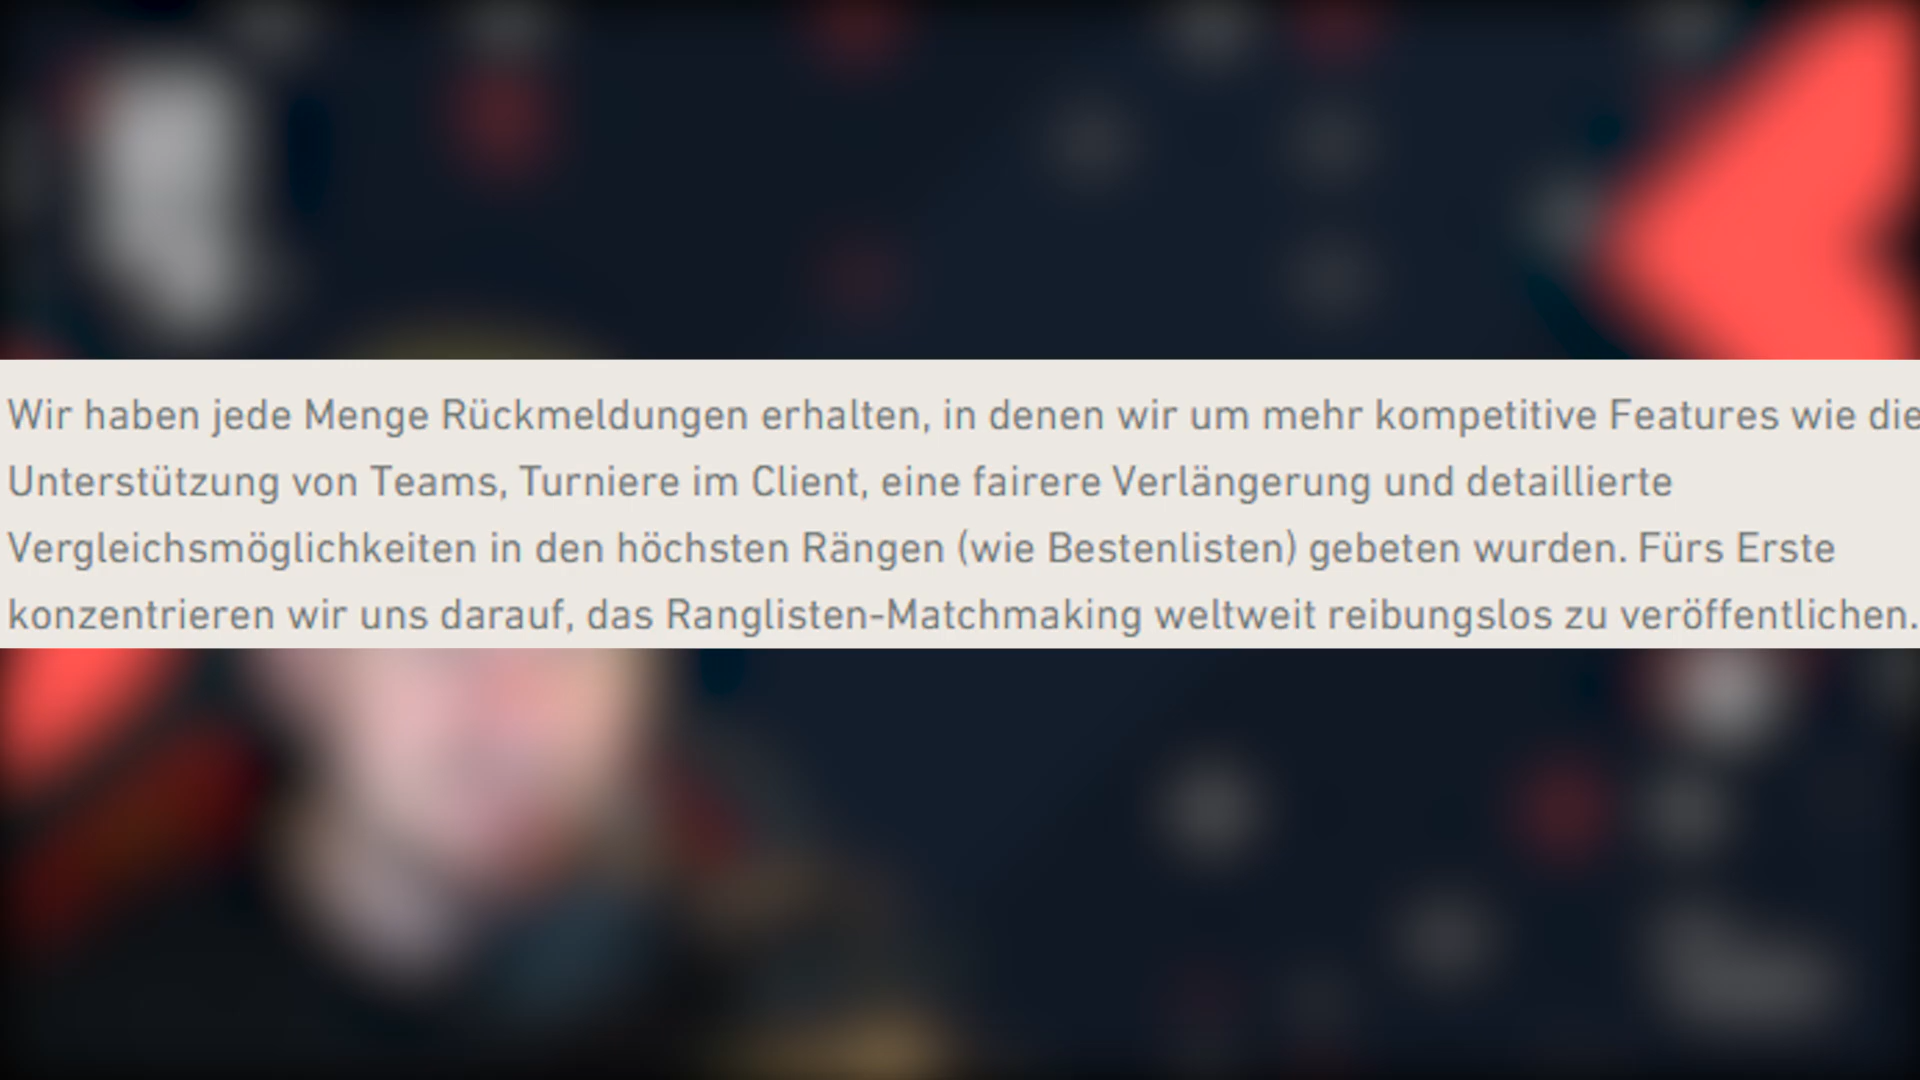 Wir haben jede Menge Rückmeldungen erhalten, in denen wir um mehr kompetitive Features wie die
Unterstützung von Teams, Turniere im Client, eine fairere Verlängerung und detaillierte
Vergleichsmöglichkeiten in den höchsten Rängen (wie Bestenlisten) gebeten wurden. Fürs Erste
konzentrieren wir uns darauf, das Ranglisten-Matchmaking weltweit reibungslos zu veröffentlichen.